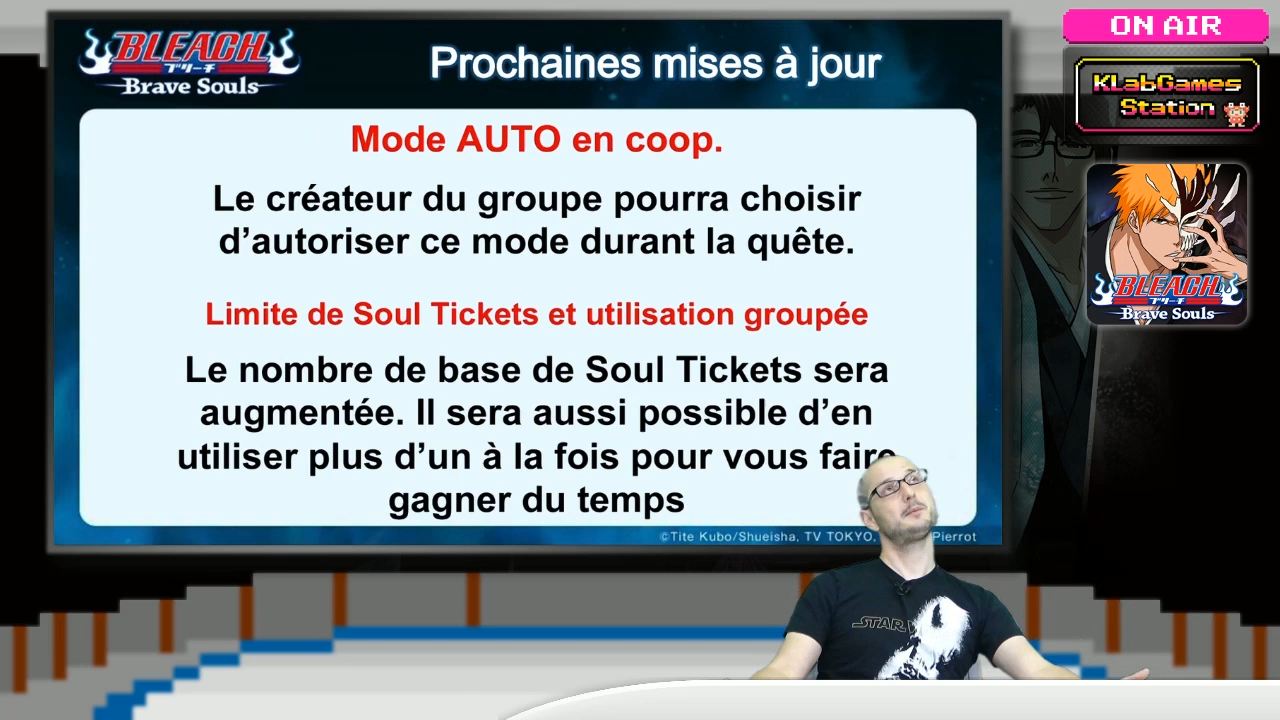 BLEACH
ブリーチ
Brave Souls
Prochaines mises à jour
Mode AUTO en coop.
Le créateur du groupe pourra choisir
d’autoriser ce mode durant la quête.
Limite de Soul Tickets et utilisation groupée
Le nombre de base de Soul Tickets sera
augmentée. Il sera aussi possible d’en
utiliser plus d’un à la fois pour vous faire
gagner du temps
©Tite Kubo/Shueisha, TV TOKYO, Pierrot
ON AIR
KLabGames
Station
BLEACH
ブリーチ
Brave Souls
STAR